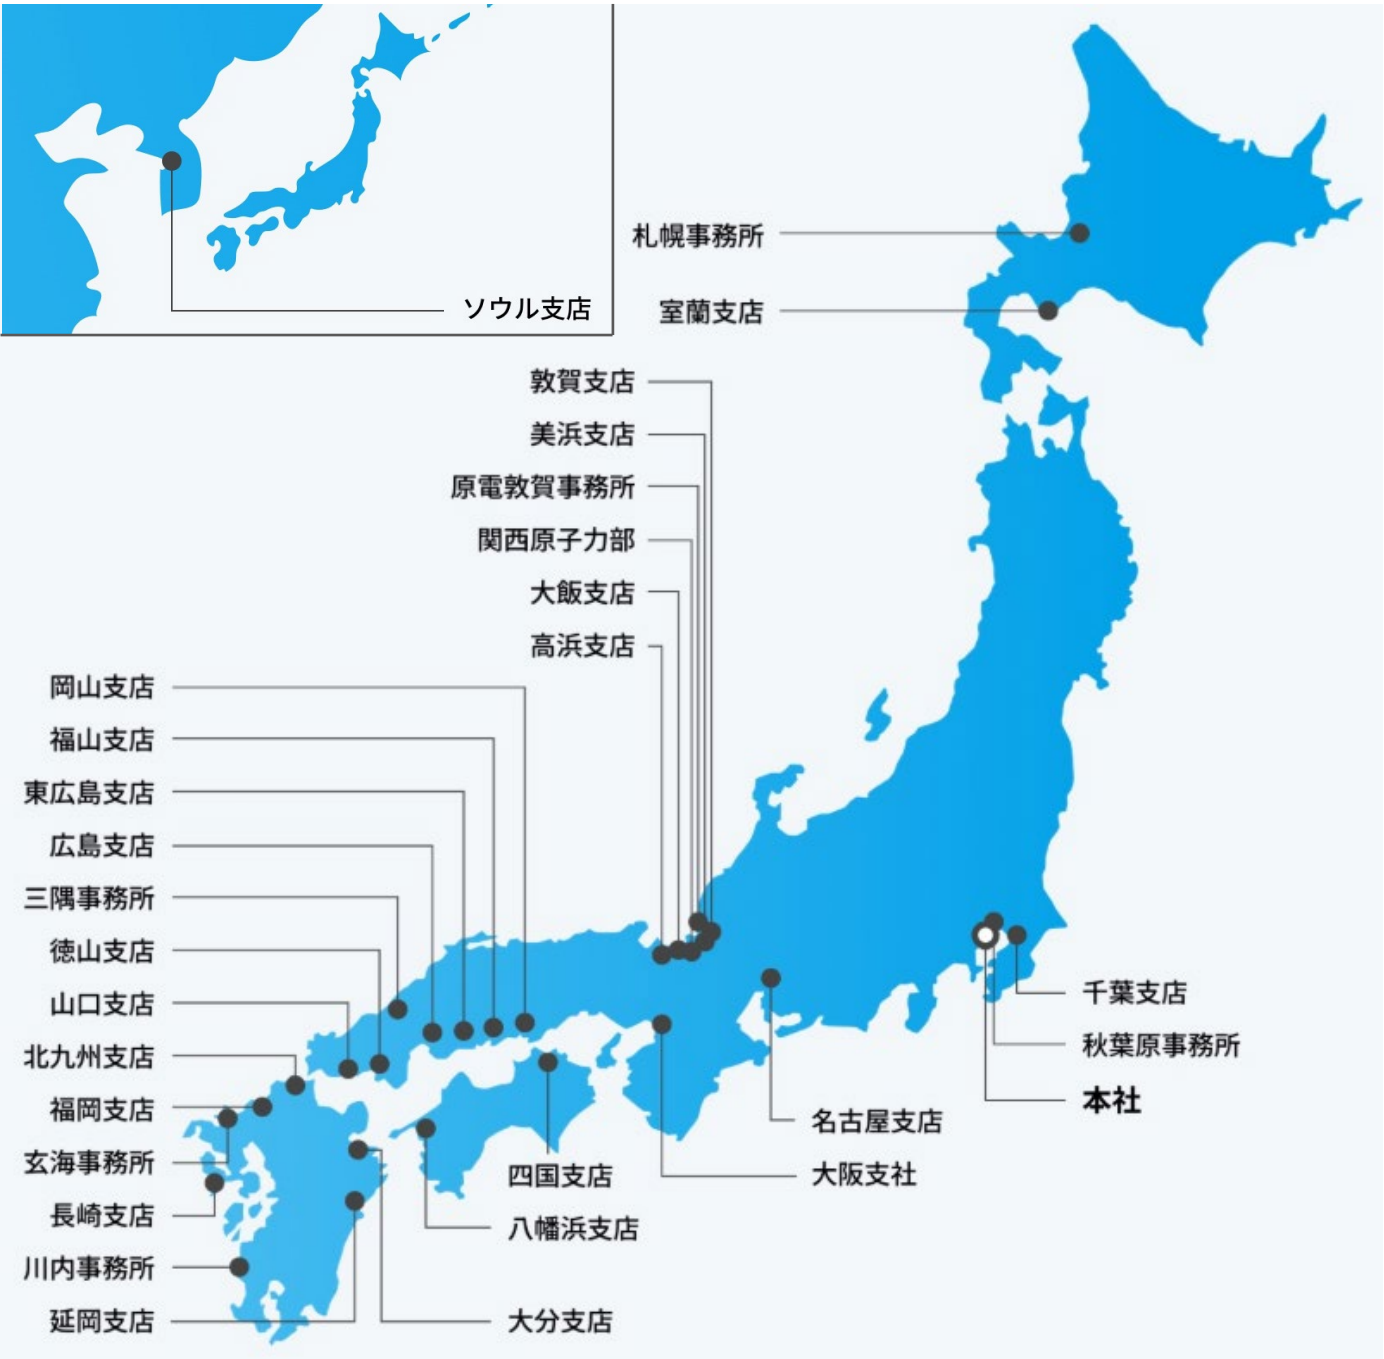 ソウル支店
札幌事務所
室蘭支店
敦賀支店
美浜支店
原電敦賀事務所
関西原子力部
大飯支店
高浜支店
岡山支店
福山支店
東広島支店
広島支店
三隅事務所
徳山支店
山口支店
北九州支店
福岡支店
玄海事務所
長崎支店
川内事務所
延岡支店
千葉支店
秋葉原事務所
本社
名古屋支店
大阪支社
四国支店
八幡浜支店
大分支店